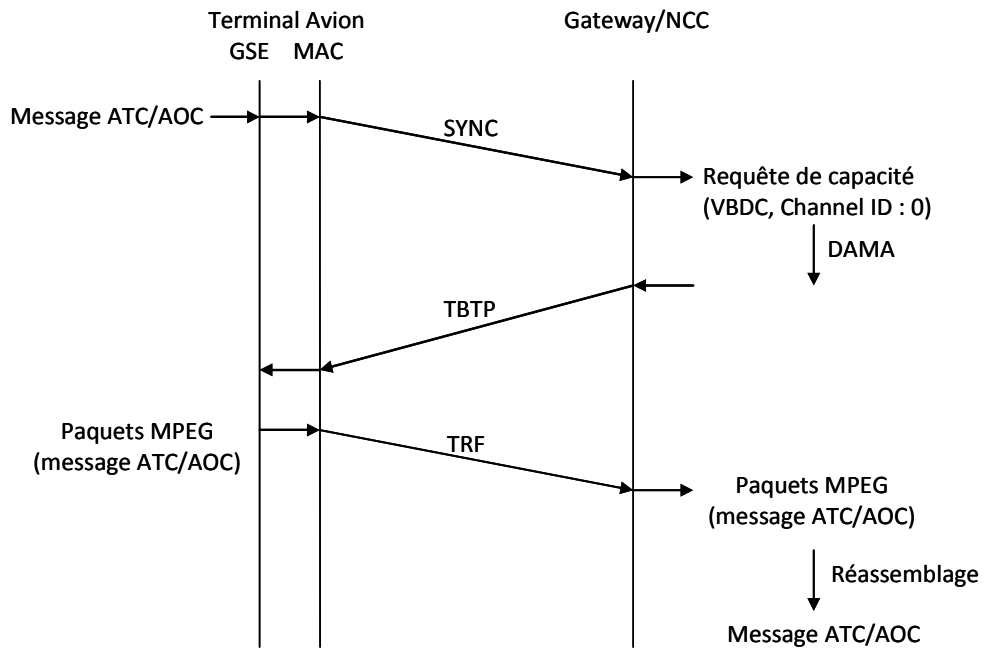 Terminal Avion
Gateway/NCC
GSE MAC
Message ATC/AOC
SYNC
Requête de capacité
(VBDC, Channel ID : 0)
DAMA
TBTP
Paquets MPEG
(message ATC/AOC)
TRF
Paquets MPEG
(message ATC/AOC)
Réassemblage
Message ATC/AOC